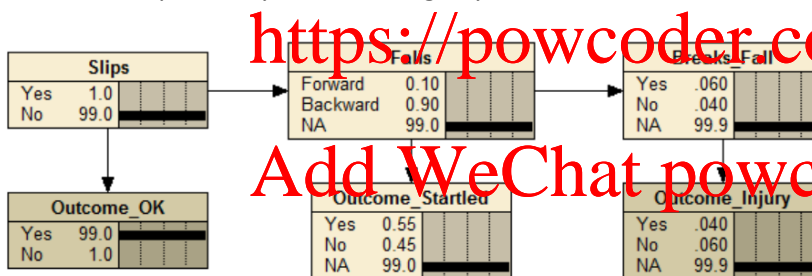 https://powcoder.co
Slips
Yes 1.0
No 99.0
Falls
Forward 0.10
Backward 0.90
NA 99.0
Breaks_Fall
Yes .060
No .040
NA 99.9
Add WeChat powc
Outcome_OK
Yes 99.0
No 1.0
Outcome_Startled
Yes 0.55
No 0.45
NA 99.0
Outcome_Injury
Yes .040
No .060
NA 99.9